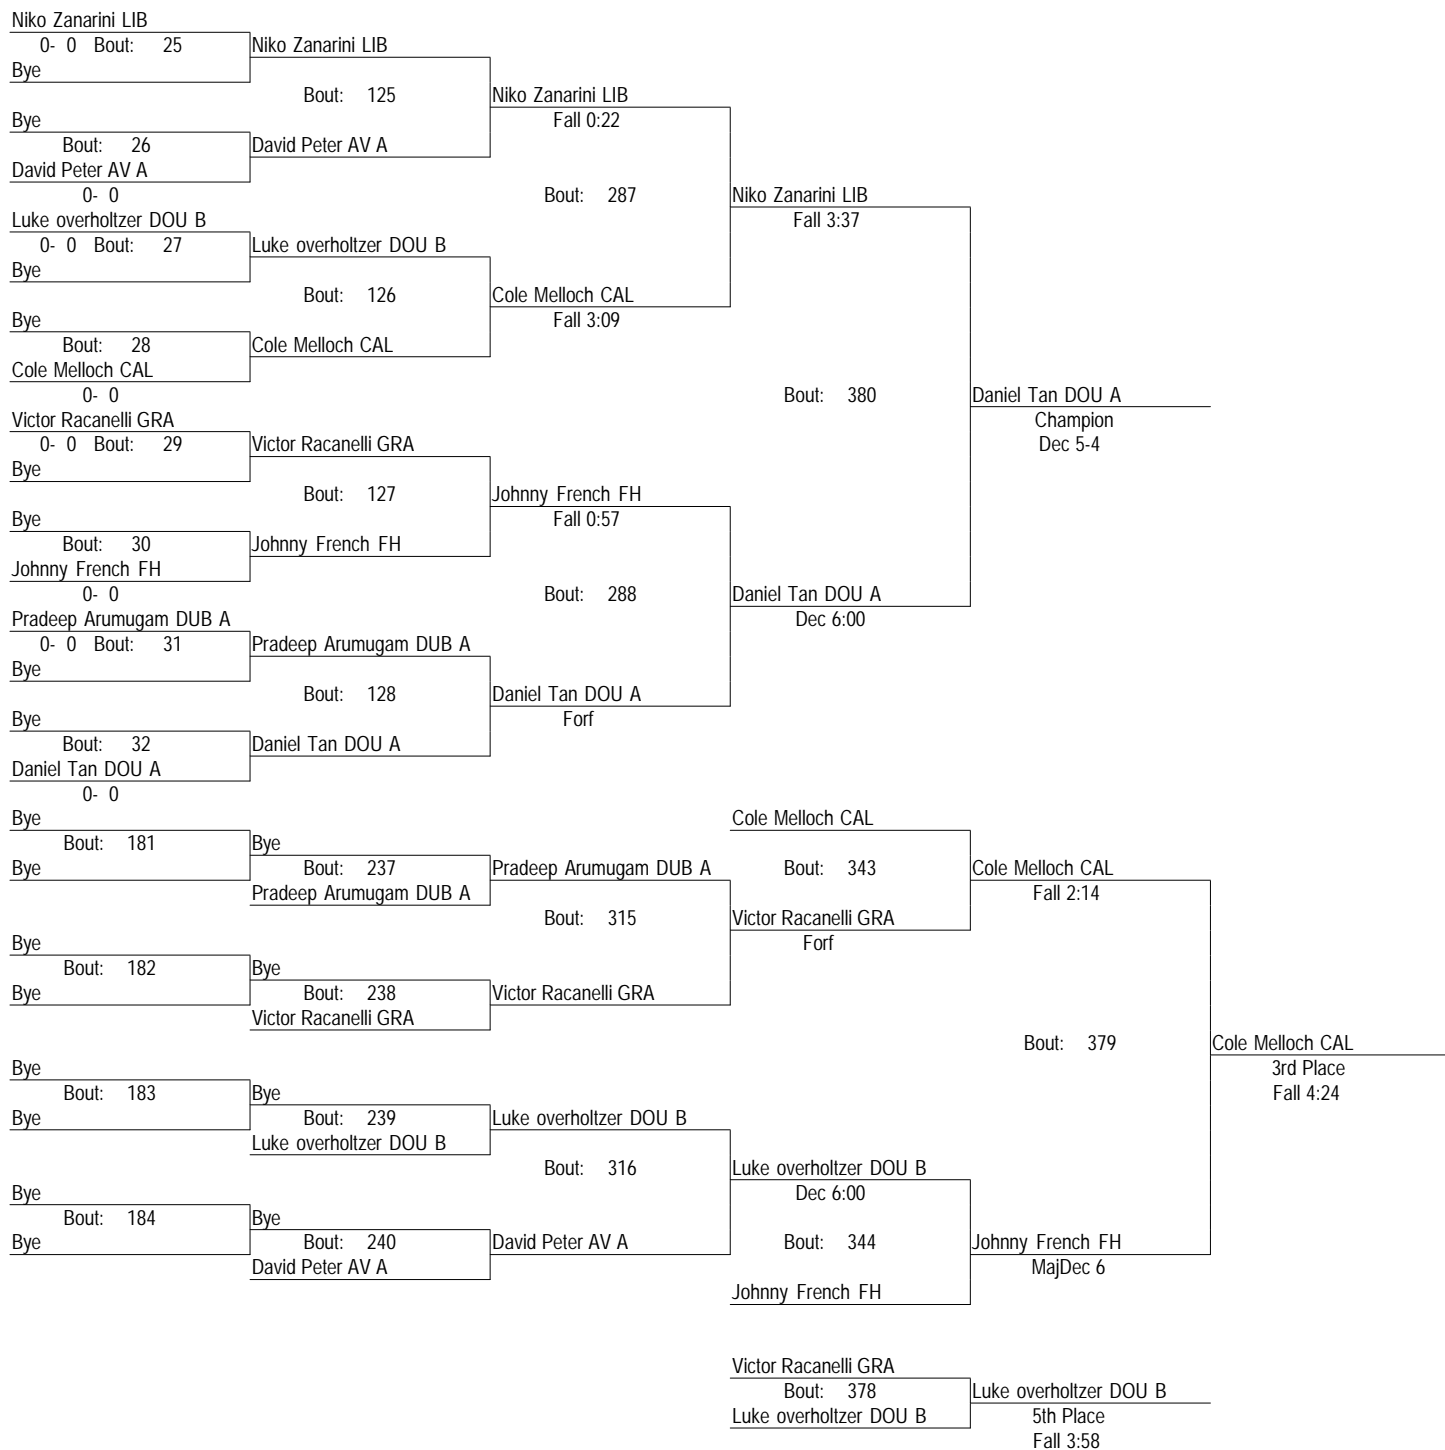 Niko Zanarini LIB
0- 0 Bout: 25 Niko Zanarini LIB
Bye
Bout: 125 Niko Zanarini LIB
Bye Fall 0:22
Bout: 26 David Peter AV A
David Peter AV A
0- 0 Bout: 287 Niko Zanarini LIB
Luke overholtzer DOU B Fall 3:37
0- 0 Bout: 27 Luke overholtzer DOU B
Bye
Bout: 126 Cole Melloch CAL
Bye Fall 3:09
Bout: 28 Cole Melloch CAL
Cole Melloch CAL
0- 0 Bout: 380 Daniel Tan DOU A
Victor Racanelli GRA Champion
0- 0 Bout: 29 Victor Racanelli GRA Dec 5-4
Bye
Bout: 127 Johnny French FH
Bye Fall 0:57
Bout: 30 Johnny French FH
Johnny French FH
0- 0 Bout: 288 Daniel Tan DOU A
Pradeep Arumugam DUB A Dec 6:00
0- 0 Bout: 31 Pradeep Arumugam DUB A
Bye
Bout: 128 Daniel Tan DOU A
Bye Forf
Bout: 32 Daniel Tan DOU A
Daniel Tan DOU A
0- 0
Bye Cole Melloch CAL
Bout: 181 Bye
Bye Bout: 237 Pradeep Arumugam DUB A Bout: 343 Cole Melloch CAL
Pradeep Arumugam DUB A Fall 2:14
Bout: 315 Victor Racanelli GRA
Bye Forf
Bout: 182 Bye
Bye Bout: 238 Victor Racanelli GRA
Victor Racanelli GRA
Bout: 379 Cole Melloch CAL
Bye 3rd Place
Bout: 183 Bye Fall 4:24
Bye Bout: 239 Luke overholtzer DOU B
Luke overholtzer DOU B
Bout: 316 Luke overholtzer DOU B
Bye Dec 6:00
Bout: 184 Bye
Bye Bout: 240 David Peter AV A Bout: 344 Johnny French FH
David Peter AV A MajDec 6
Johnny French FH
Victor Racanelli GRA
Bout: 378 Luke overholtzer DOU B
Luke overholtzer DOU B 5th Place
Fall 3:58